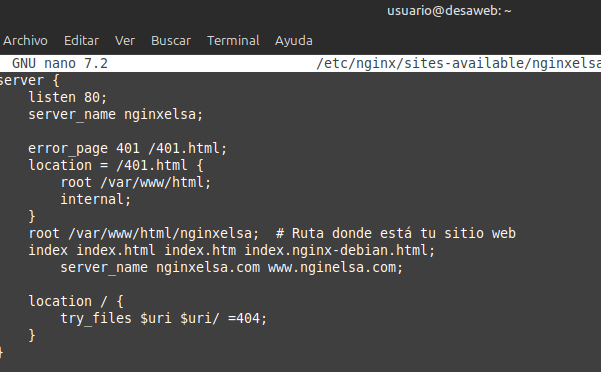 usuario@desaweb: ~
Archivo Editar Ver Buscar Terminal Ayuda
GNU nano 7.2 /etc/nginx/sites-available/nginxelsa
server {
    listen 80;
    server_name nginxelsa;

    error_page 401 /401.html;
    location = /401.html {
        root /var/www/html;
        internal;
    }
    root /var/www/html/nginxelsa;  # Ruta donde está tu sitio web
    index index.html index.htm index.nginx-debian.html;
        server_name nginxelsa.com www.nginelsa.com;

    location / {
        try_files $uri $uri/ =404;
    }
}